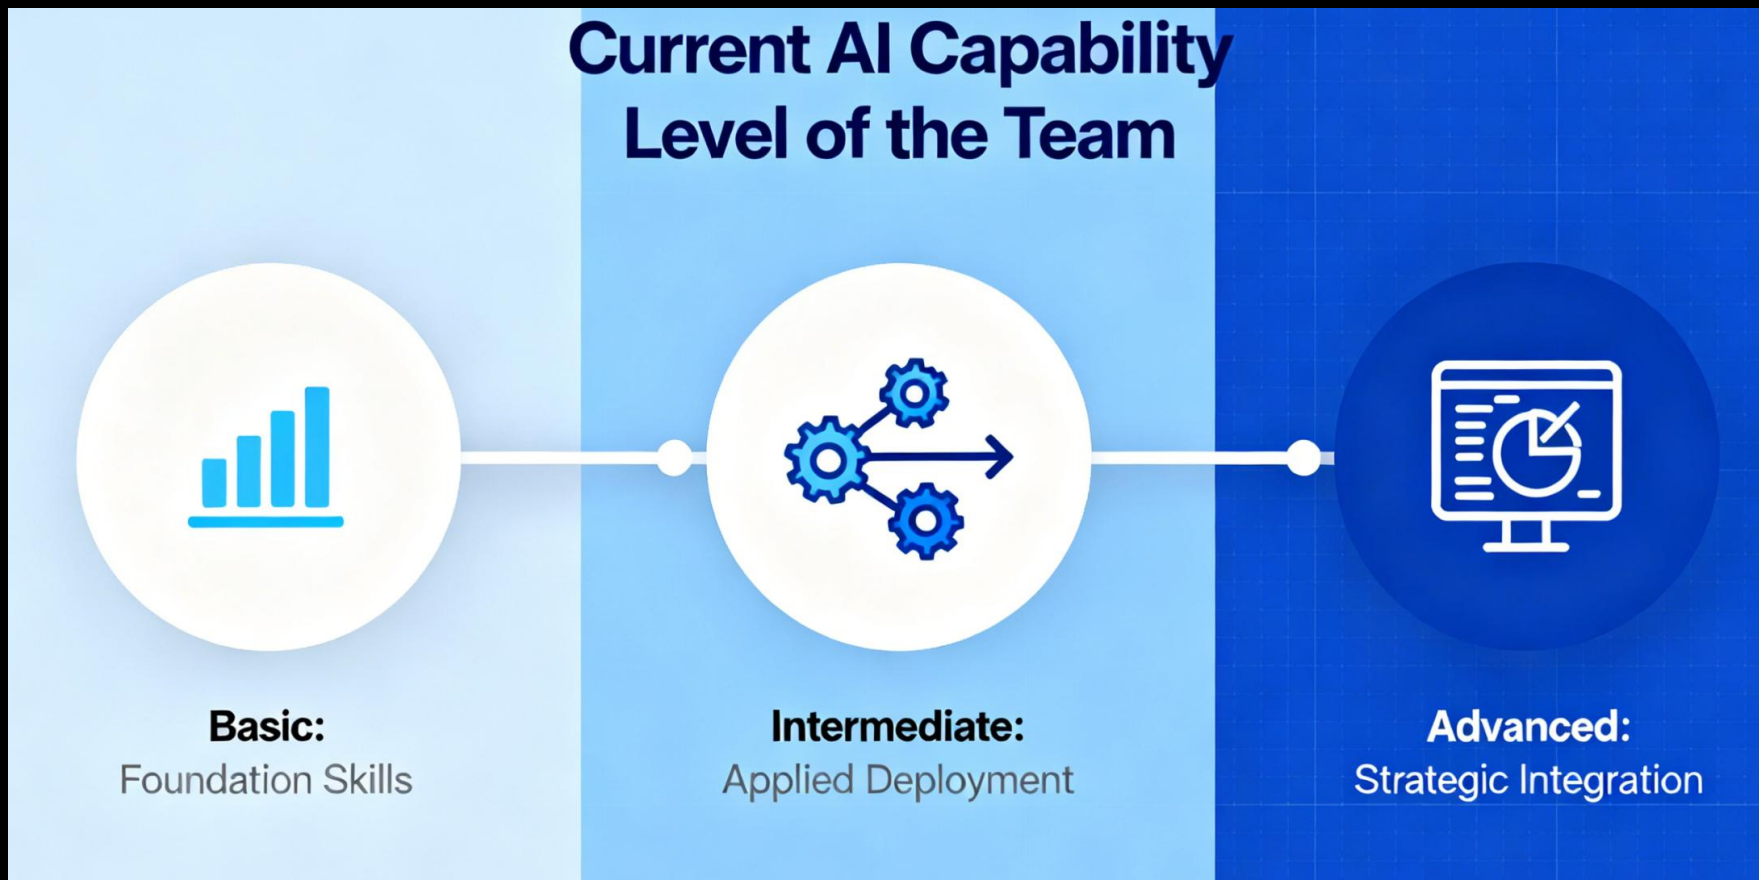 Current AI Capability
Level of the Team
Basic:
Foundation Skills
Intermediate:
Applied Deployment
Advanced:
Strategic Integration